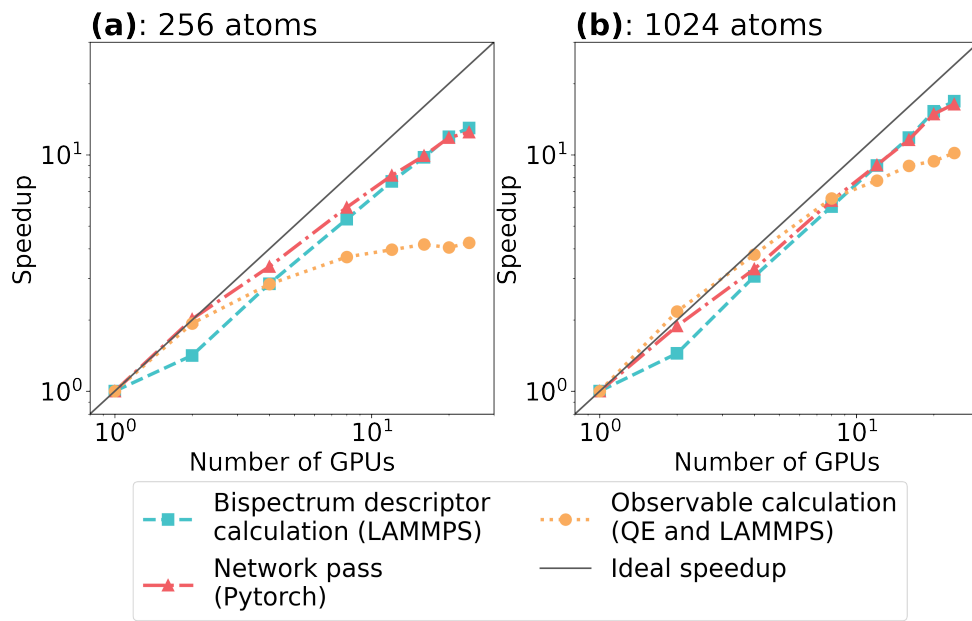 (a): 256 atoms
Speedup
10^1
10^0
10^0
10^1
Number of GPUs
(b): 1024 atoms
Speedup
10^1
10^0
10^0
10^1
Number of GPUs
Bispectrum descriptor
calculation (LAMMPS)
Network pass
(Pytorch)
Observable calculation
(QE and LAMMPS)
Ideal speedup